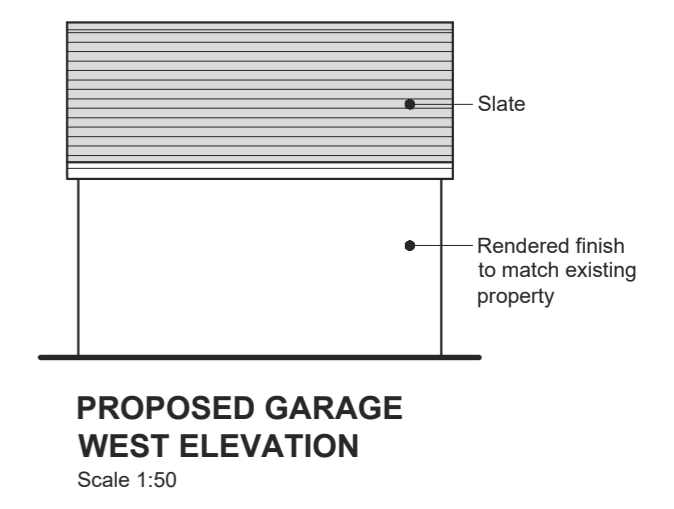 Slate
Rendered finish
to match existing
property
PROPOSED GARAGE
WEST ELEVATION
Scale 1:50